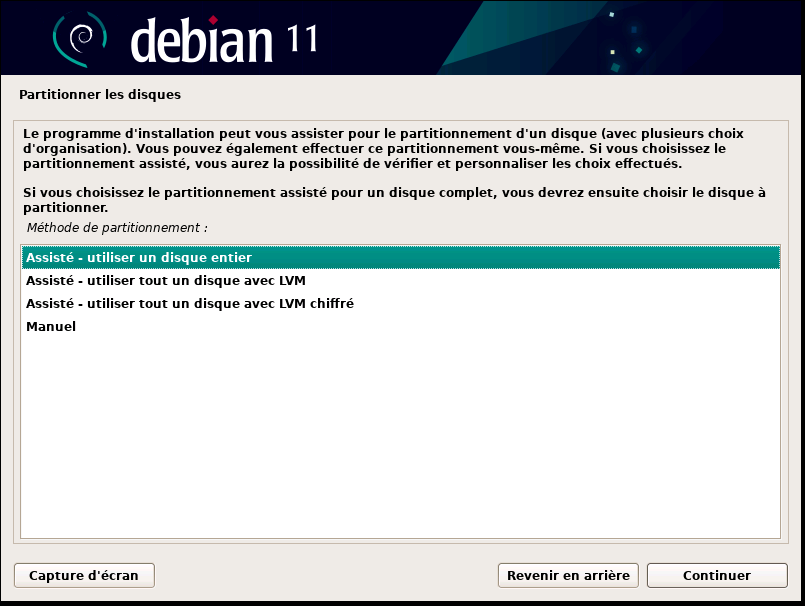 debian 11
Partitionner les disques
Le programme d'installation peut vous assister pour le partitionnement d'un disque (avec plusieurs choix
d'organisation). Vous pouvez également effectuer ce partitionnement vous-même. Si vous choisissez le
partitionnement assisté, vous aurez la possibilité de vérifier et personnaliser les choix effectués.
Si vous choisissez le partitionnement assisté pour un disque complet, vous devrez ensuite choisir le disque à
partitionner.
Méthode de partitionnement :
Assisté - utiliser un disque entier
Assisté - utiliser tout un disque avec LVM
Assisté - utiliser tout un disque avec LVM chiffré
Manuel
Capture d'écran
Revenir en arrière
Continuer